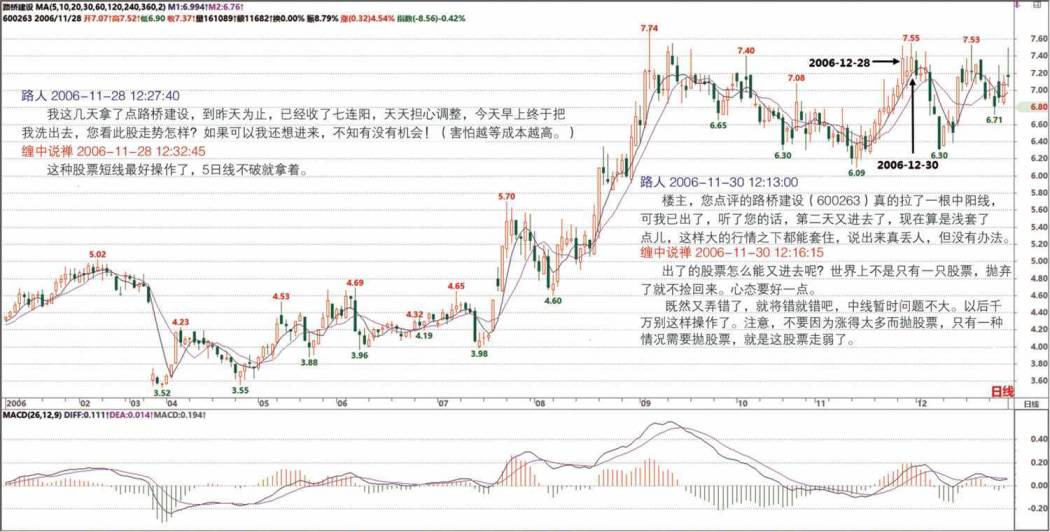 路桥建设 MA(5,10,20,30,60,120,240,360,2) M1:6.994↑M2:6.76↑
600263 2006/11/28 开7.07↑高7.52↑低6.90 收7.37↑量161089↑额11682↑换0.00% 振8.79% 涨(0.32)4.54% 指数(-8.56)-0.42%
路人 2006-11-28 12:27:40
我这几天拿了点路桥建设，到昨天为止，已经收了七连阳，天天担心调整，今天早上终于把
我洗出去，您看此股走势怎样？如果可以我还想进来，不知有没有机会！（害怕越等成本越高。）
缠中说禅 2006-11-28 12:32:45
这种股票短线最好操作了，5日线不破就拿着。
7.74
7.40
7.08
7.55
7.53
2006-12-28
2006-12-30
6.65
6.30
6.09
6.30
6.71
路人 2006-11-30 12:13:00
楼主，您点评的路桥建设（600263）真的拉了一根中阳线，
可我已出了，听了您的话，第二天又进去了，现在算是浅套了
点儿，这样大的行情之下都能套住，说出来真丢人，但没有办法。
缠中说禅 2006-11-30 12:16:15
出了的股票怎么能又进去呢？世界上不是只有一只股票，抛弃
了就不捡回来。心态要好一点。
既然又弄错了，就将错就错吧，中线暂时问题不大。以后千
万别这样操作了。注意，不要因为涨得太多而抛股票，只有一种
情况需要抛股票，就是这股票走弱了。
5.02
4.23
3.52
3.55
4.53
3.88
4.69
3.96
4.32
4.19
4.65
3.98
5.70
4.60
7.60
7.40
7.20
7.00
6.80
6.60
6.40
6.20
6.00
5.80
5.60
5.40
5.20
5.00
4.80
4.60
4.40
4.20
4.00
3.80
3.60
日线
2006 02 03 04 05 06 07 08 09 10 11 12 日线
MACD(26,12,9) DIFF:0.111↑DEA:0.014↑MACD:0.194↑
0.40
0.20
0.00
-0.20